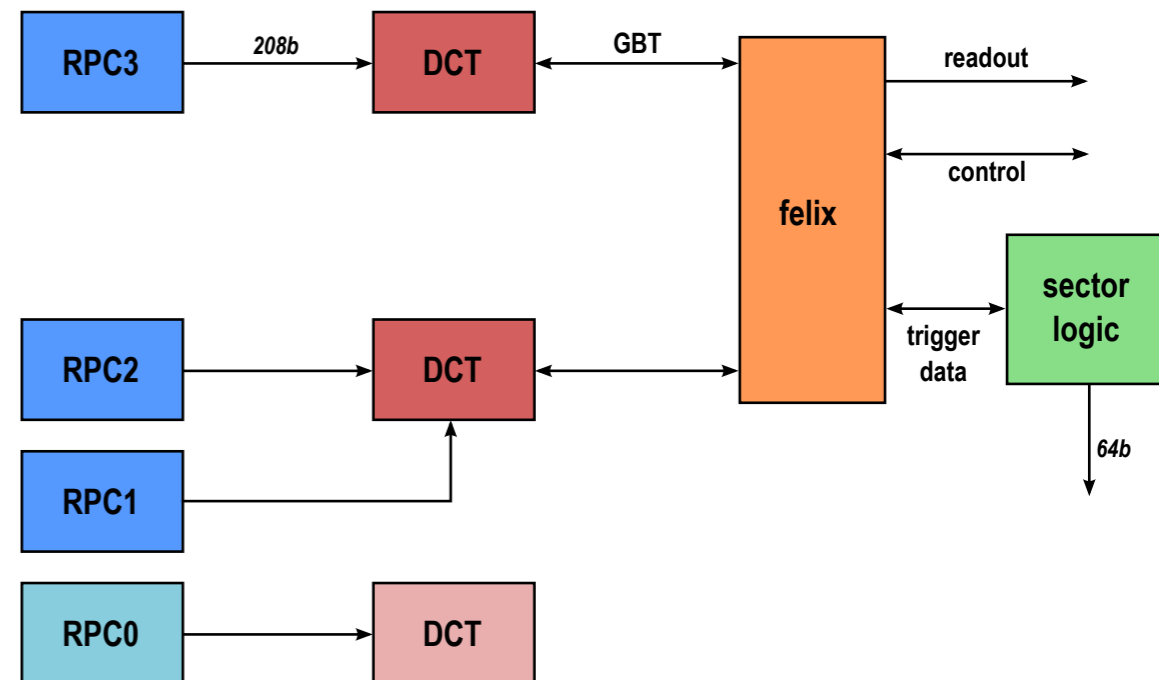 RPC3
208b
DCT
GBT
felix
readout
control
sector
logic
trigger
data
64b
RPC2
DCT
RPC1
RPC0
DCT